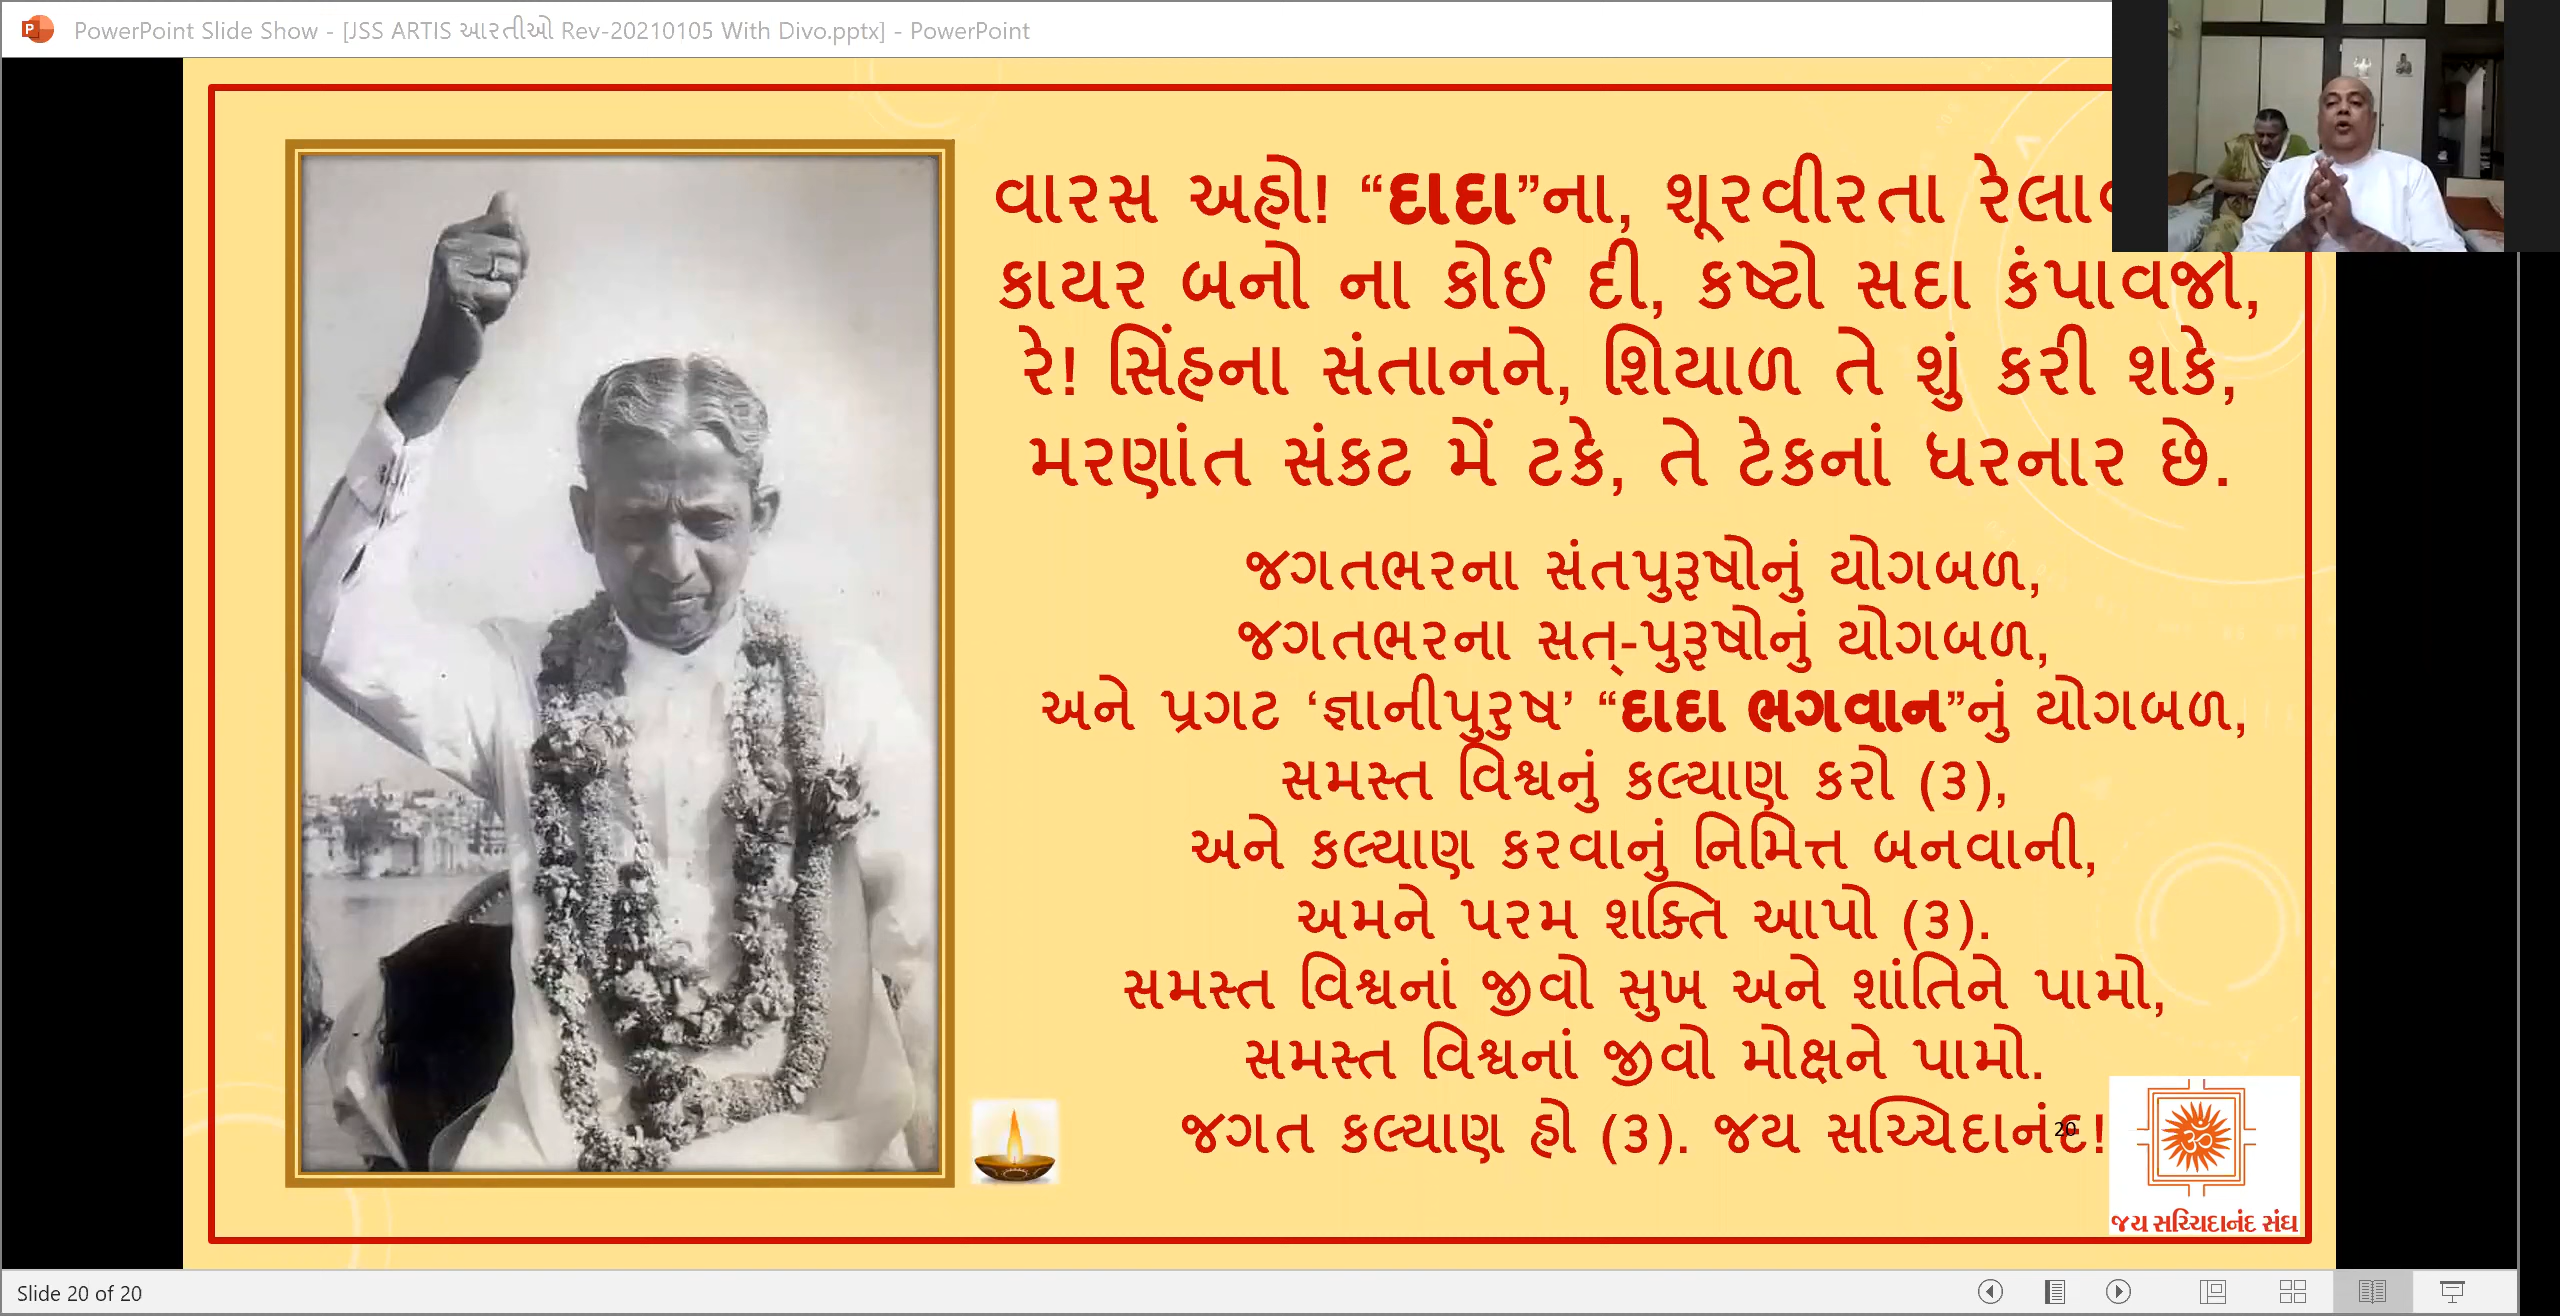 PowerPoint Slide Show - [JSS ARTIS આરતીઓ Rev-20210105 With Divo.pptx] - PowerPoint
વારસ અહો! “દાદા”ના, શૂરવીરતા
કાયર બનો ના કોઈ દી, કષ્ટો સદા કંપાવજો,
રે! સિંહના સંતાનને, શિયાળ તે શું કરી શકે,
મરણાંત સંકટ મેં ટકે, તે ટેકનાં ધરનાર છે.
જગતભરના સંતપુરૂષોનું યોગબળ,
જગતભરના સત્-પુરૂષોનું યોગબળ,
અને પ્રગટ ‘જ્ઞાનીપુરુષ’ “દાદા ભગવાન”નું યોગબળ,
સમસ્ત વિશ્વનું કલ્યાણ કરો (૩),
અને કલ્યાણ કરવાનું નિમિત્ત બનવાની,
અમને પરમ શક્તિ આપો (૩).
સમસ્ત વિશ્વનાં જીવો સુખ અને શાંતિને પામો,
સમસ્ત વિશ્વનાં જીવો મોક્ષને પામો.
જગત કલ્યાણ હો (૩). જય સચ્ચિદાનંદ!
20
જય સચ્ચિદાનંદ સંઘ
Slide 20 of 20